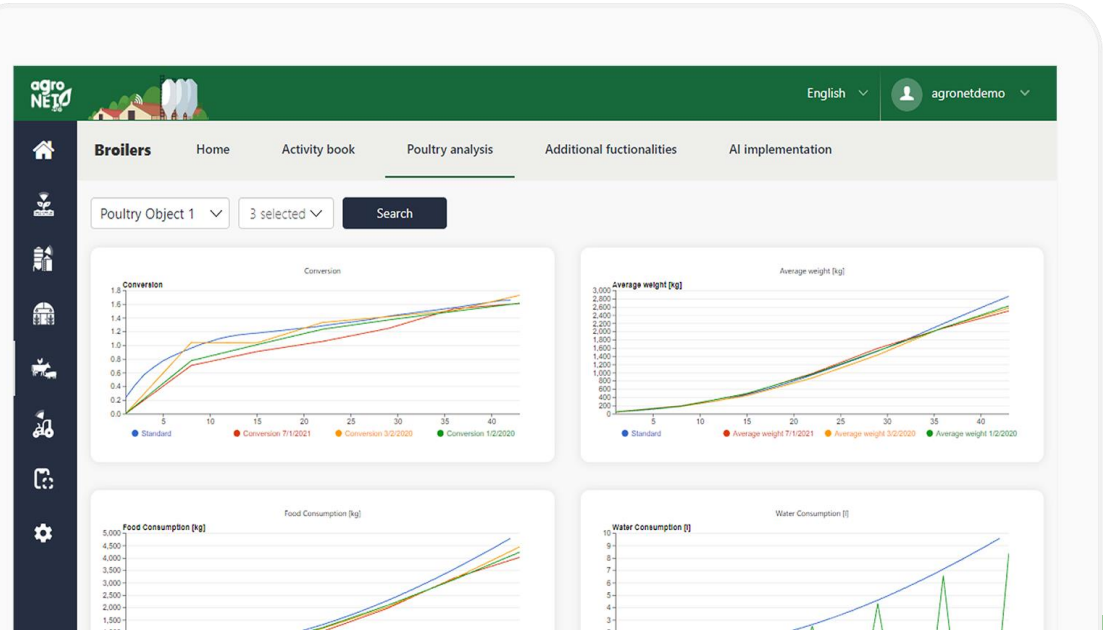 agro
NET
English
agronetdemo
Broilers Home Activity book Poultry analysis Additional fuctionalities AI implementation
Poultry Object 1 3 selected Search
Conversion
Conversion
1.8
1.6
1.4
1.2
1.0
0.8
0.6
0.4
0.2
0.0
5 10 15 20 25 30 35 40
Standard Conversion 7/1/2021 Conversion 3/2/2020 Conversion 1/2/2020
Average weight [kg]
Average weight [kg]
3,000
2,800
2,600
2,400
2,200
2,000
1,800
1,600
1,400
1,200
1,000
800
600
400
200
0
5 10 15 20 25 30 35 40
Standard Average weight 7/1/2021 Average weight 3/2/2020 Average weight 1/2/2020
Food Consumption [kg]
Food Consumption [kg]
5,000
4,500
4,000
3,500
3,000
2,500
2,000
1,500
Water Consumption [l]
Water Consumption [l]
10
9
8
7
6
5
4
3